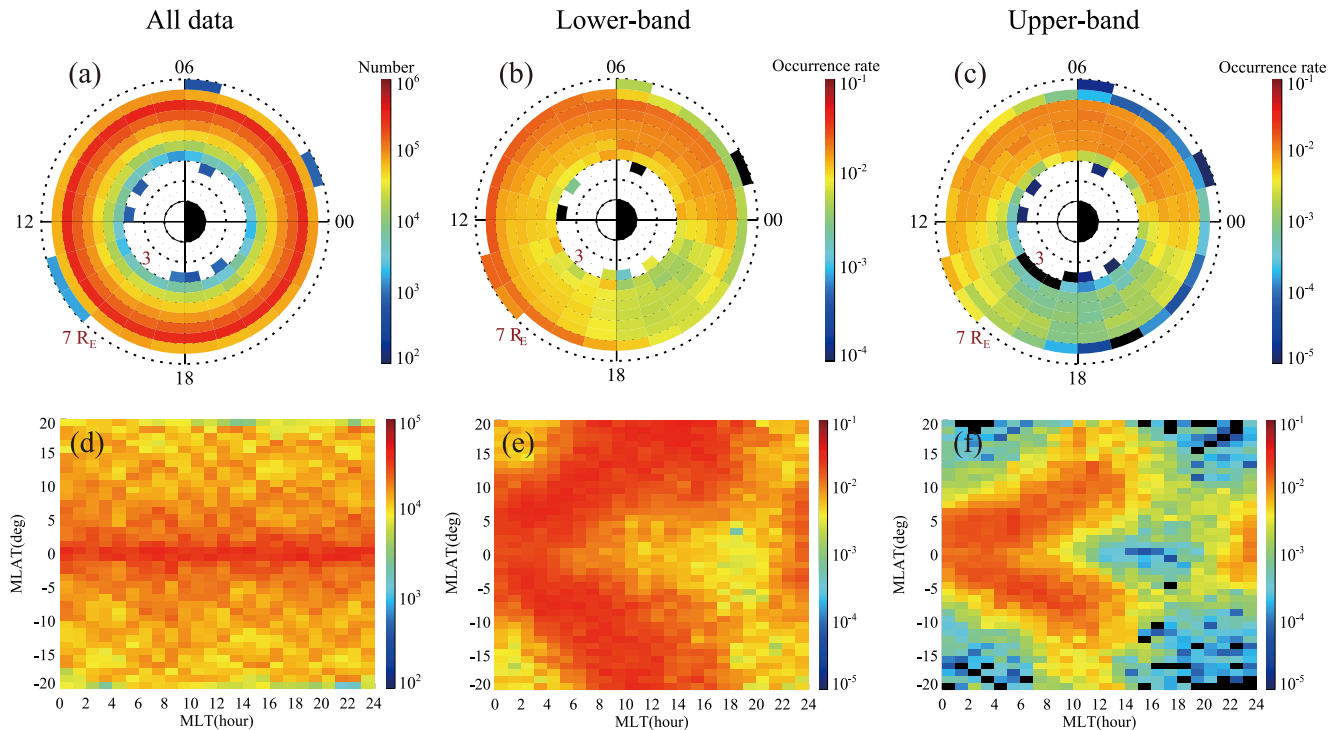 All data
Lower-band
Upper-band
(a)
06
Number
10^6
10^5
10^4
10^3
10^2
12
00
3
7 R_E
18
(b)
06
Occurrence rate
10^-1
10^-2
10^-3
10^-4
12
00
3
7 R_E
18
(c)
06
Occurrence rate
10^-1
10^-2
10^-3
10^-4
10^-5
12
00
3
7 R_E
18
(d)
MLAT(deg)
20
15
10
5
0
-5
-10
-15
-20
0 2 4 6 8 10 12 14 16 18 20 22 24
MLT(hour)
10^5
10^4
10^3
10^2
(e)
MLAT(deg)
20
15
10
5
0
-5
-10
-15
-20
0 2 4 6 8 10 12 14 16 18 20 22 24
MLT(hour)
10^-1
10^-2
10^-3
10^-4
10^-5
(f)
MLAT(deg)
20
15
10
5
0
-5
-10
-15
-20
0 2 4 6 8 10 12 14 16 18 20 22 24
MLT(hour)
10^-1
10^-2
10^-3
10^-4
10^-5